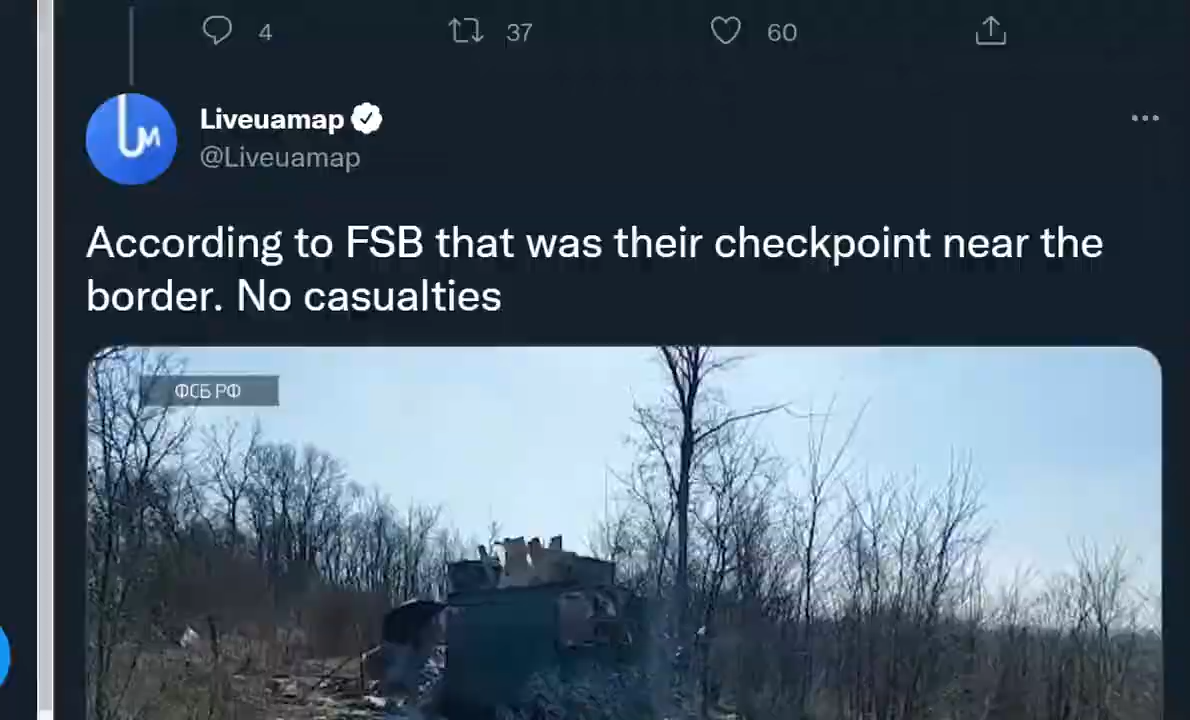 4 37 60
Liveuamap
@Liveuamap
According to FSB that was their checkpoint near the
border. No casualties
ФСБ РФ